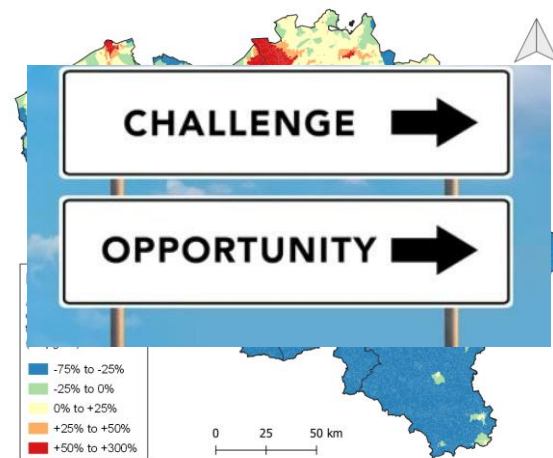 CHALLENGE
OPPORTUNITY
-75% to -25%
-25% to 0%
0% to +25%
+25% to +50%
+50% to +300%
0 25 50 km